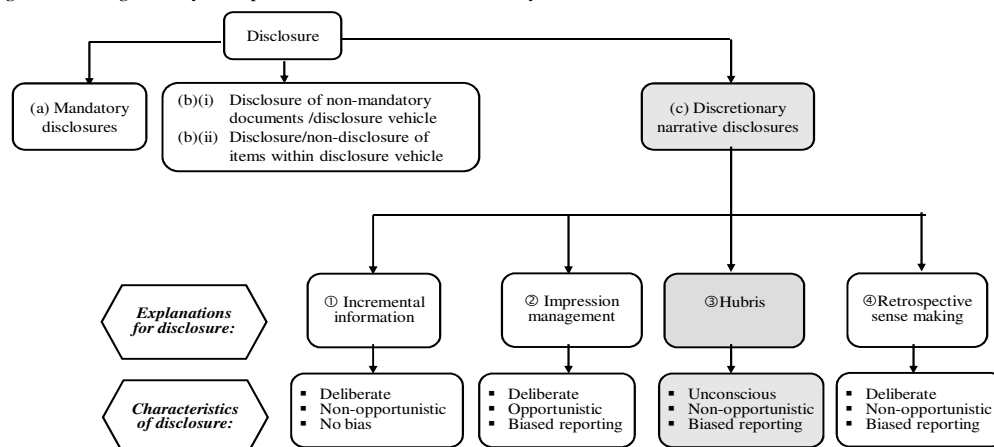 Disclosure
(a) Mandatory
disclosures
(b)(i) Disclosure of non-mandatory
documents /disclosure vehicle
(b)(ii) Disclosure/non-disclosure of
items within disclosure vehicle
(c) Discretionary
narrative disclosures
Explanations
for disclosure:
① Incremental
information
② Impression
management
③Hubris
④Retrospective
sense making
Characteristics
of disclosure:
▪ Deliberate
▪ Non-opportunistic
▪ No bias
▪ Deliberate
▪ Opportunistic
▪ Biased reporting
▪ Unconscious
▪ Non-opportunistic
▪ Biased reporting
▪ Deliberate
▪ Non-opportunistic
▪ Biased reporting